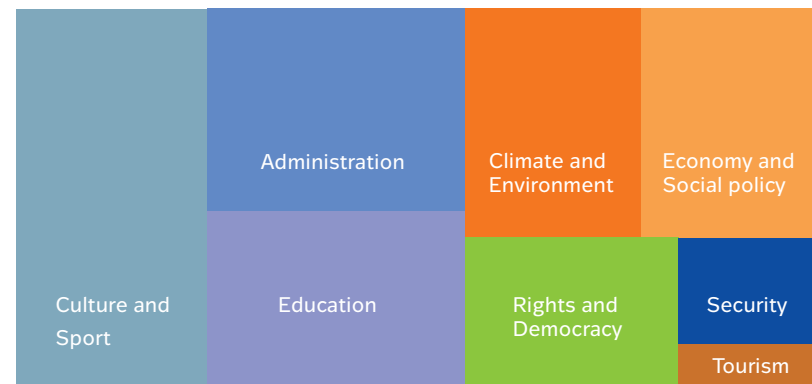 Administration
Climate and
Environment
Economy and
Social policy
Culture and
Sport
Education
Rights and
Democracy
Security
Tourism